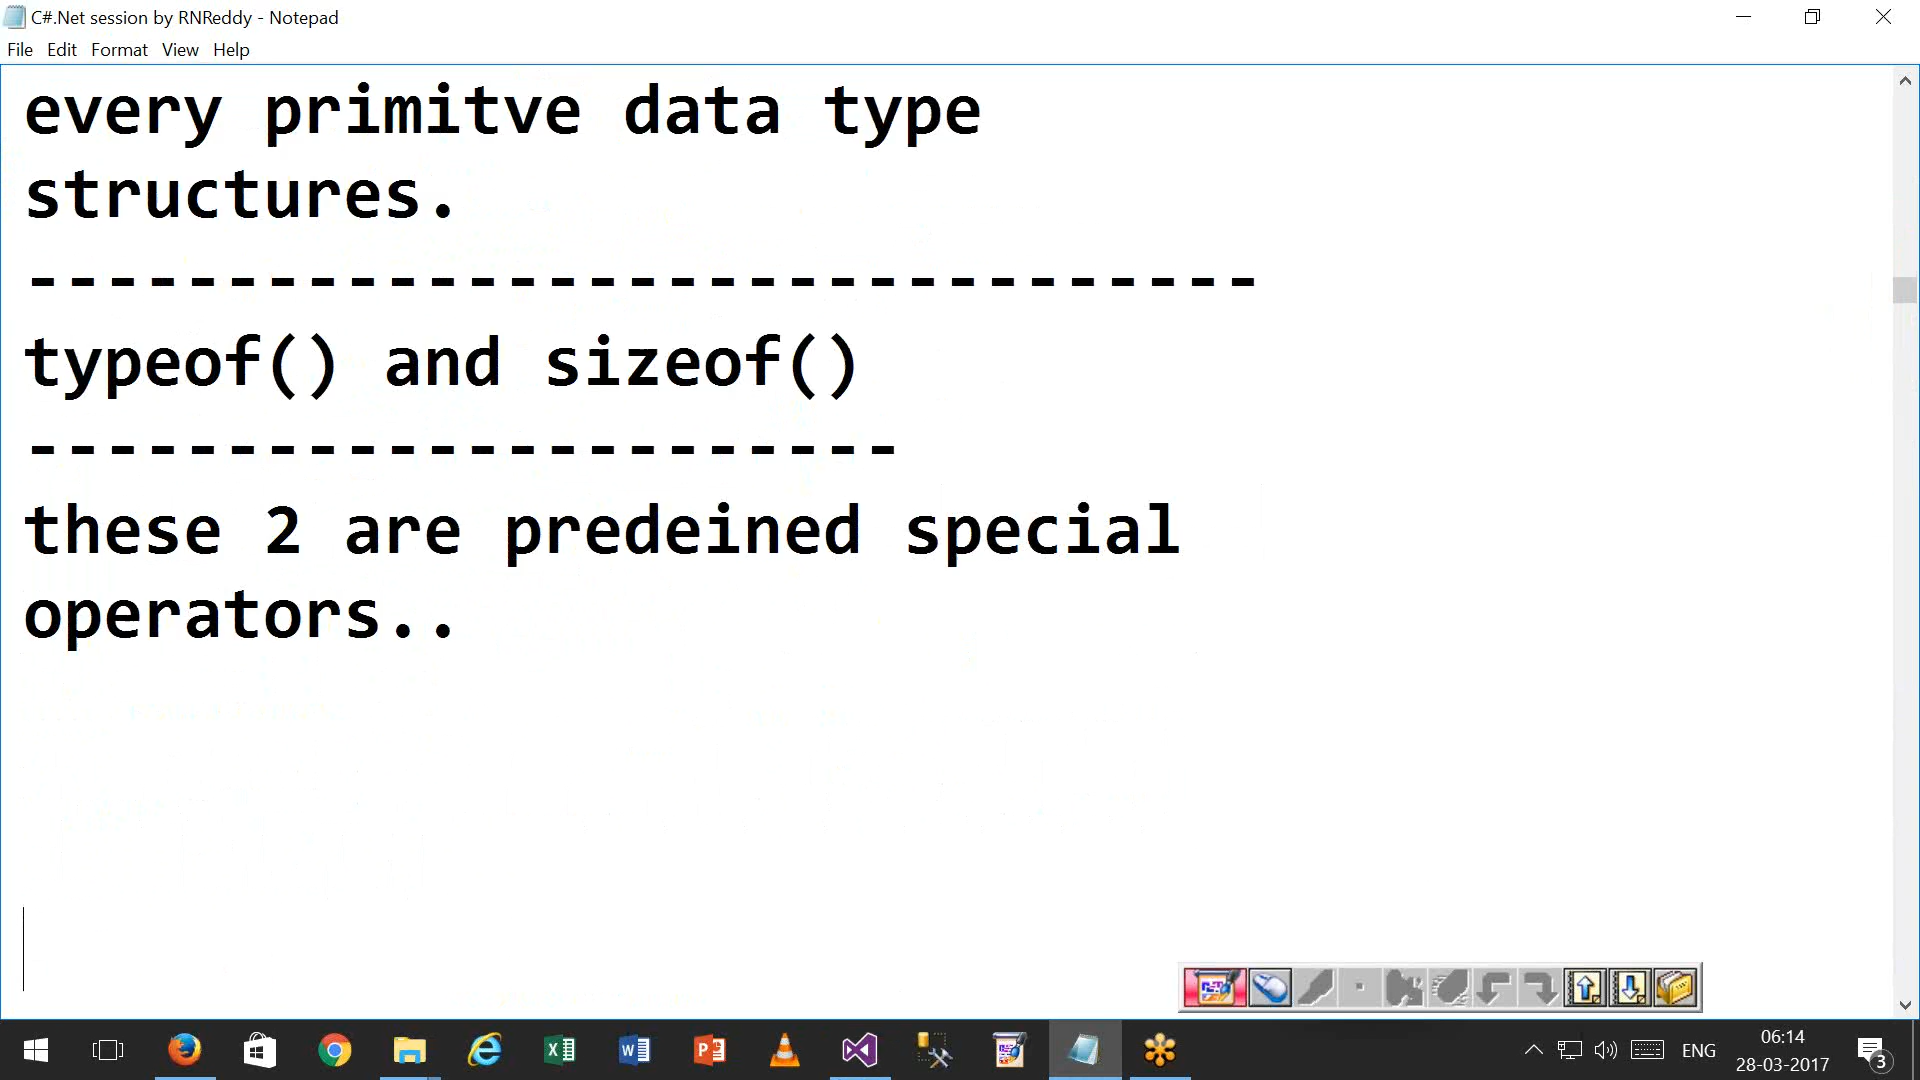 C#.Net session by RNReddy - Notepad
File Edit Format View Help
every primitve data type
structures.
-------------------------------
typeof() and sizeof()
----------------------
these 2 are predeined special
operators..
ENG
06:14
28-03-2017
3